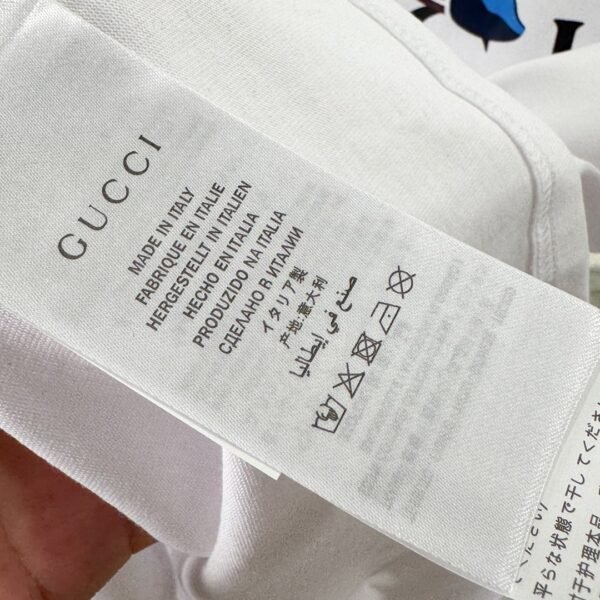 GUCCI
MADE IN ITALY
FABRIQUE EN ITALIE
HERGESTELLT IN ITALIEN
HECHO EN ITALIA
PRODUZIDO NA ITALIA
СДЕЛАНО В ИТАЛИИ
イタリア製
产地:意大利
صنع في إيطاليا
平らな状態で干してくださ